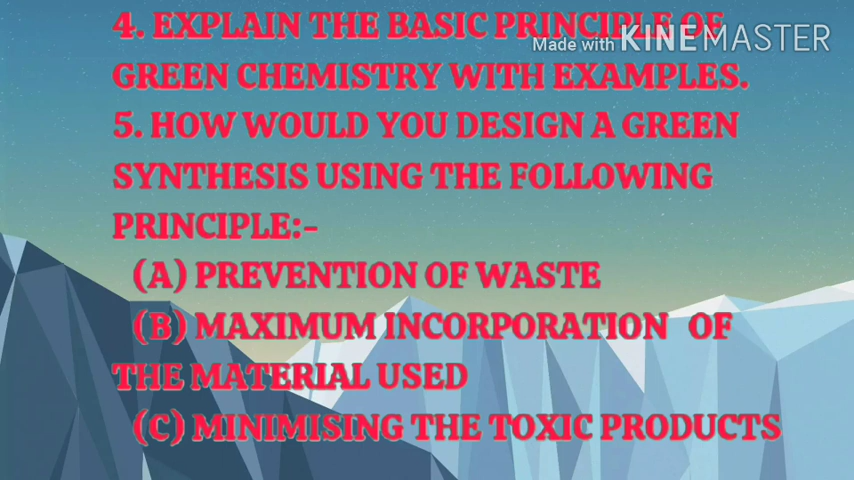 4. EXPLAIN THE BASIC PRINCIPLE OF
Made with KINEMASTER
GREEN CHEMISTRY WITH EXAMPLES.
5. HOW WOULD YOU DESIGN A GREEN
SYNTHESIS USING THE FOLLOWING
PRINCIPLE:-
(A) PREVENTION OF WASTE
(B) MAXIMUM INCORPORATION OF
THE MATERIAL USED
(C) MINIMISING THE TOXIC PRODUCTS